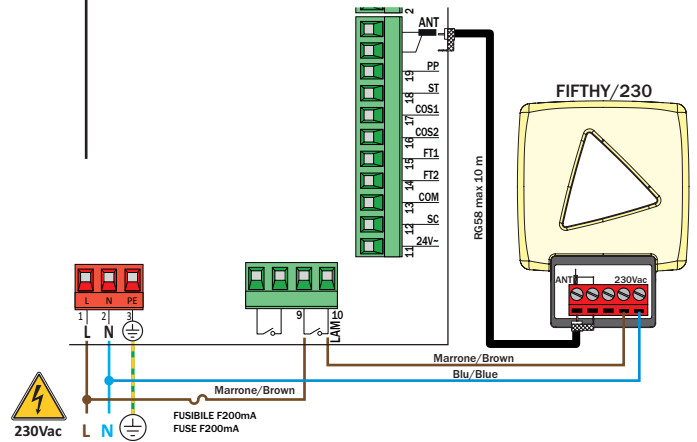 2
ANT
PP
19
ST
18
COS1
17
COS2
16
FT1
15
FT2
14
COM
13
SC
12
24V~
11
RG58 max 10 m
FIFTHY/230
ANT
230Vac
L N PE
1 2 3
L N
9 10
LAM
Marrone/Brown
Blu/Blue
Marrone/Brown
FUSIBILE F200mA
FUSE F200mA
230Vac
L N